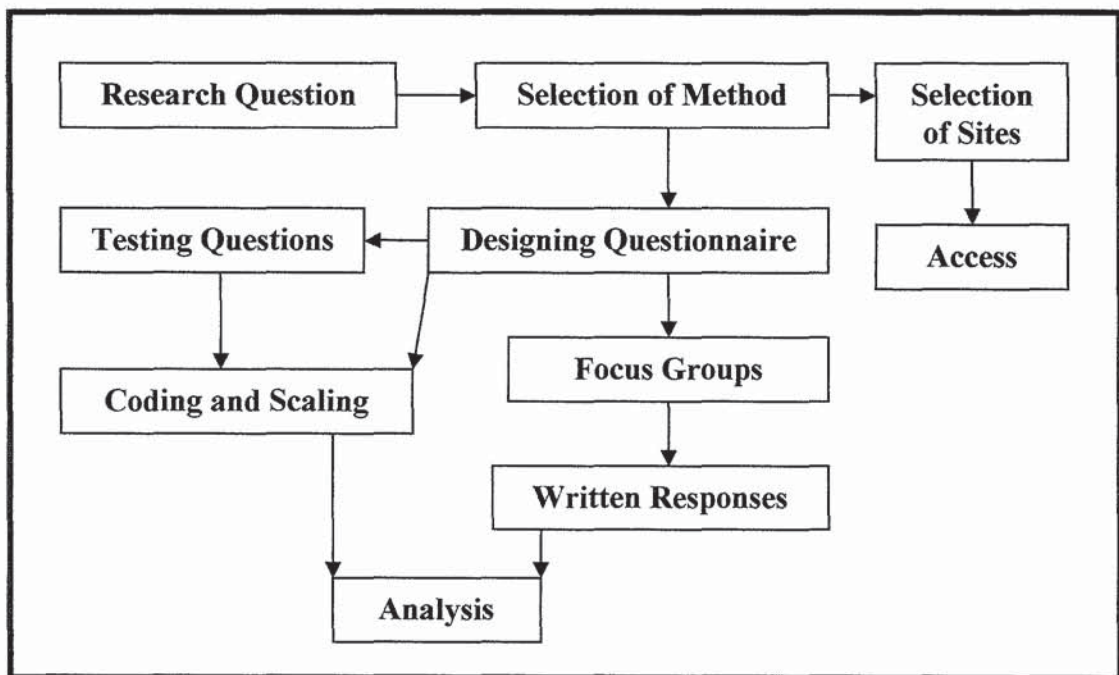 Research Question
Selection of Method
Selection
of Sites
Testing Questions
Designing Questionnaire
Access
Focus Groups
Coding and Scaling
Written Responses
Analysis